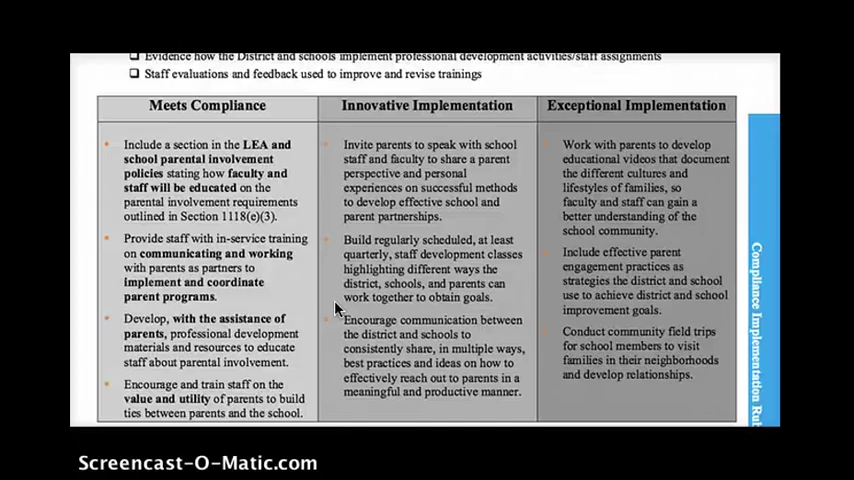 ❑ Evidence how the District and schools implement professional development activities/staff assignments
❑ Staff evaluations and feedback used to improve and revise trainings
Meets Compliance
• Include a section in the LEA and
school parental involvement
policies stating how faculty and
staff will be educated on the
parental involvement requirements
outlined in Section 1118(e)(3).
• Provide staff with in-service training
on communicating and working
with parents as partners to
implement and coordinate
parent programs.
• Develop, with the assistance of
parents, professional development
materials and resources to educate
staff about parental involvement.
• Encourage and train staff on the
value and utility of parents to build
ties between parents and the school.
Innovative Implementation
• Invite parents to speak with school
staff and faculty to share a parent
perspective and personal
experiences on successful methods
to develop effective school and
parent partnerships.
• Build regularly scheduled, at least
quarterly, staff development classes
highlighting different ways the
district, schools, and parents can
work together to obtain goals.
• Encourage communication between
the district and schools to
consistently share, in multiple ways,
best practices and ideas on how to
effectively reach out to parents in a
meaningful and productive manner.
Exceptional Implementation
• Work with parents to develop
educational videos that document
the different cultures and
lifestyles of families, so
faculty and staff can gain a
better understanding of the
school community.
• Include effective parent
engagement practices as
strategies the district and school
use to achieve district and school
improvement goals.
• Conduct community field trips
for school members to visit
families in their neighborhoods
and develop relationships.
Compliance Implementation Rub
Screencast-O-Matic.com